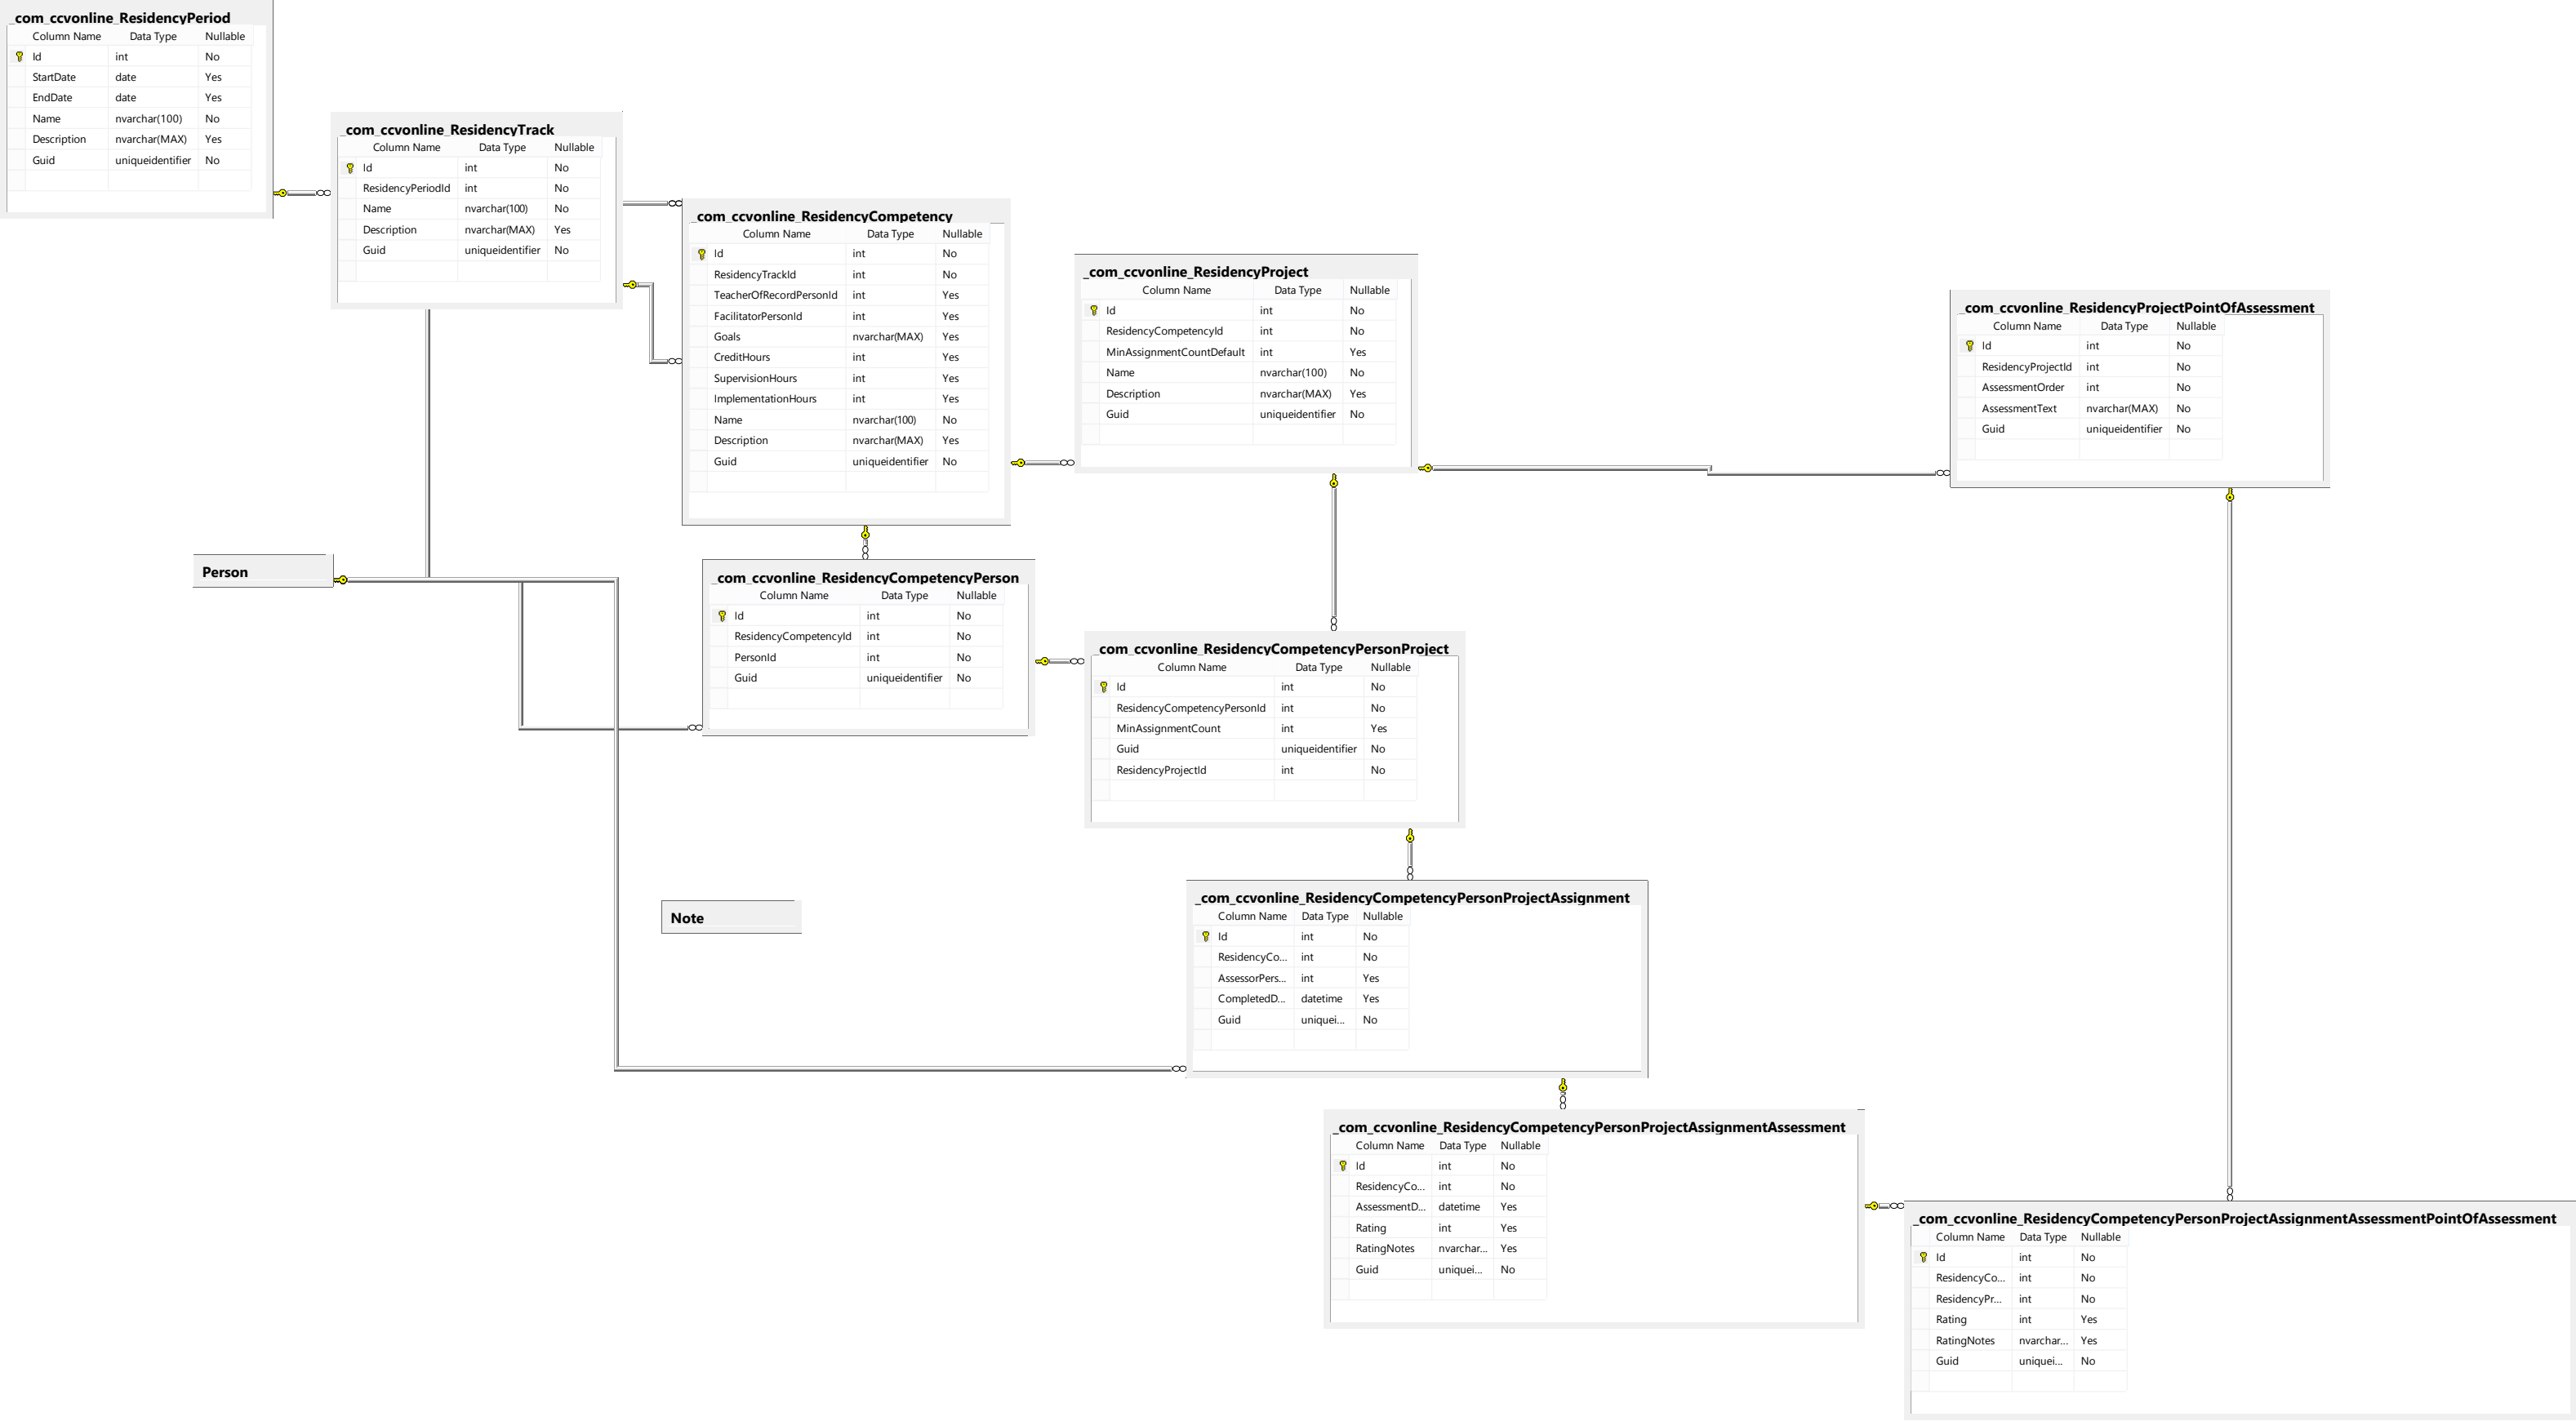 _com_ccvonline_ResidencyPeriod
Column Name Data Type Nullable
Id int No
StartDate date Yes
EndDate date Yes
Name nvarchar(100) No
Description nvarchar(MAX) Yes
Guid uniqueidentifier No
_com_ccvonline_ResidencyTrack
Column Name Data Type Nullable
Id int No
ResidencyPeriodId int No
Name nvarchar(100) No
Description nvarchar(MAX) Yes
Guid uniqueidentifier No
_com_ccvonline_ResidencyCompetency
Column Name Data Type Nullable
Id int No
ResidencyTrackId int No
TeacherOfRecordPersonId int Yes
FacilitatorPersonId int Yes
Goals nvarchar(MAX) Yes
CreditHours int Yes
SupervisionHours int Yes
ImplementationHours int Yes
Name nvarchar(100) No
Description nvarchar(MAX) Yes
Guid uniqueidentifier No
_com_ccvonline_ResidencyProject
Column Name Data Type Nullable
Id int No
ResidencyCompetencyId int No
MinAssignmentCountDefault int Yes
Name nvarchar(100) No
Description nvarchar(MAX) Yes
Guid uniqueidentifier No
_com_ccvonline_ResidencyProjectPointOfAssessment
Column Name Data Type Nullable
Id int No
ResidencyProjectId int No
AssessmentOrder int No
AssessmentText nvarchar(MAX) No
Guid uniqueidentifier No
Person
_com_ccvonline_ResidencyCompetencyPerson
Column Name Data Type Nullable
Id int No
ResidencyCompetencyId int No
PersonId int No
Guid uniqueidentifier No
_com_ccvonline_ResidencyCompetencyPersonProject
Column Name Data Type Nullable
Id int No
ResidencyCompetencyPersonId int No
MinAssignmentCount int Yes
Guid uniqueidentifier No
ResidencyProjectId int No
Note
_com_ccvonline_ResidencyCompetencyPersonProjectAssignment
Column Name Data Type Nullable
Id int No
ResidencyCo... int No
AssessorPers... int Yes
CompletedD... datetime Yes
Guid uniquei... No
_com_ccvonline_ResidencyCompetencyPersonProjectAssignmentAssessment
Column Name Data Type Nullable
Id int No
ResidencyCo... int No
AssessmentD... datetime Yes
Rating int Yes
RatingNotes nvarchar... Yes
Guid uniquei... No
_com_ccvonline_ResidencyCompetencyPersonProjectAssignmentAssessmentPointOfAssessment
Column Name Data Type Nullable
Id int No
ResidencyCo... int No
ResidencyPr... int No
Rating int Yes
RatingNotes nvarchar... Yes
Guid uniquei... No